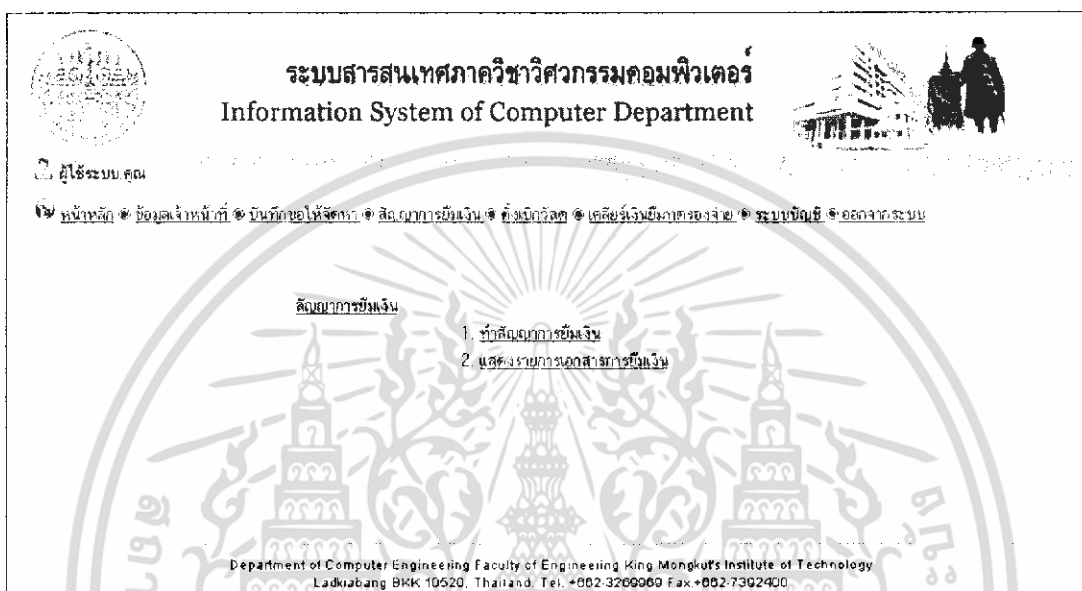 ระบบสารสนเทศภาควิชาวิศวกรรมคอมพิวเตอร์
Information System of Computer Department
ผู้ใช้ระบบ คุณ
หน้าหลัก ข้อมูลเจ้าหน้าที่ บันทึกขอให้จัดหา สัญญาการยืมเงิน ตั้งเบิกวัสดุ เคลียร์เงินยืมทดรองจ่าย ระบบบัญชี ออกจากระบบ
สัญญาการยืมเงิน
1. ทำสัญญาการยืมเงิน
2. แสดงรายการเอกสารการยืมเงิน
Department of Computer Engineering Faculty of Engineering King Mongkut's Institute of Technology
Ladkrabang BKK 10520, Thailand. Tel. +662-3269969 Fax.+662-7392400